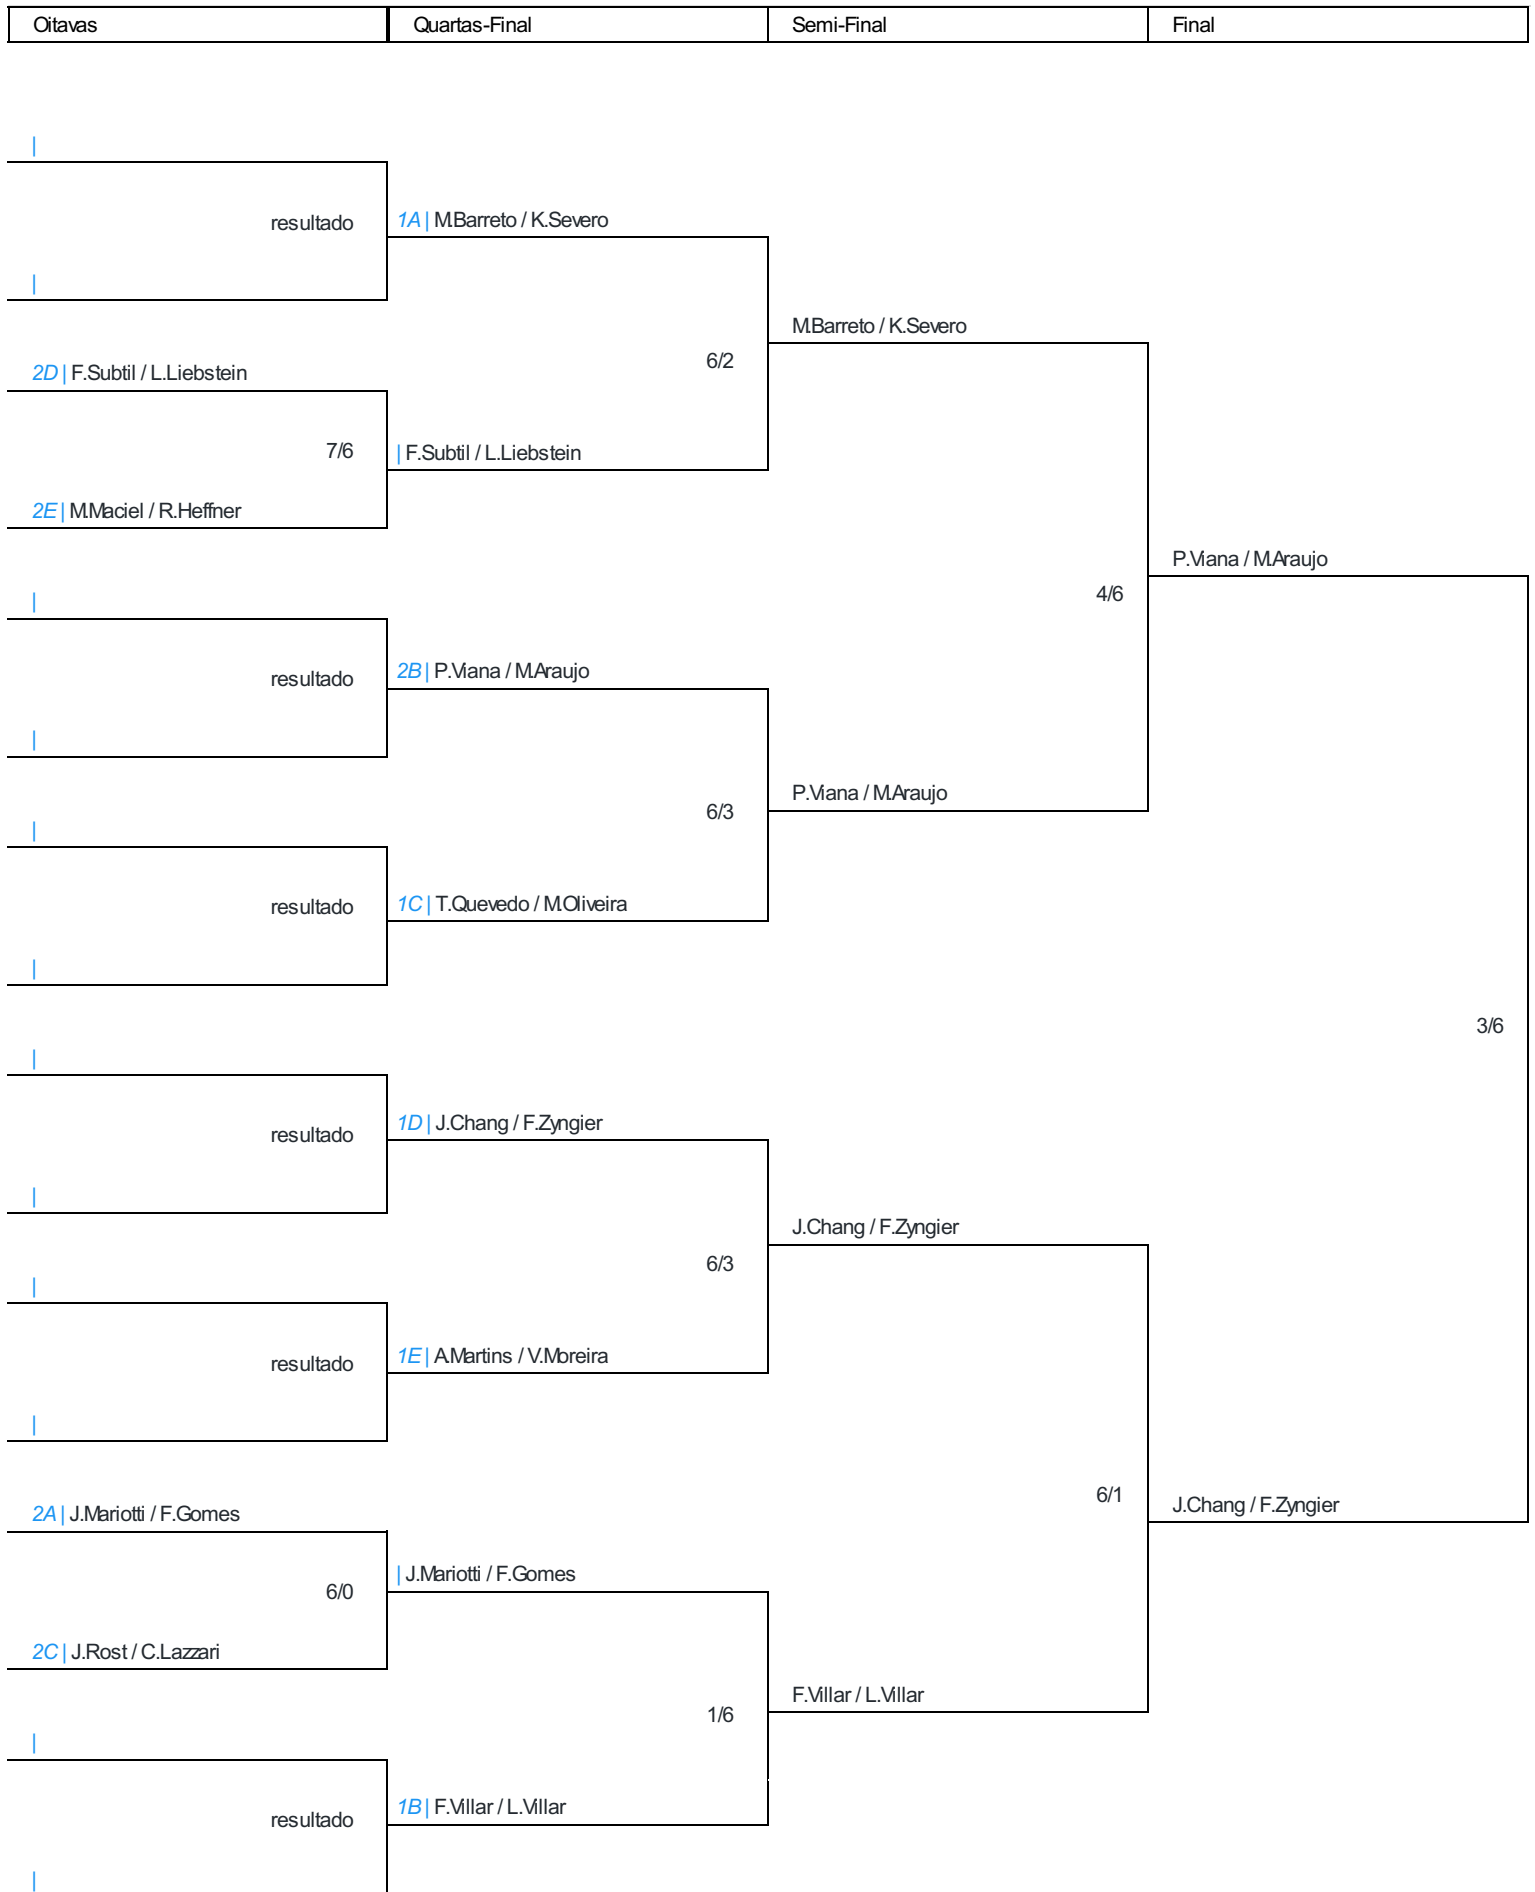 Oitavas Quartas-Final Semi-Final Final
|
resultado
1A | M.Barreto / K.Severo
|
M.Barreto / K.Severo
6/2
2D | F.Subtil / L.Liebstein
7/6
| F.Subtil / L.Liebstein
2E | M.Maciel / R.Heffner
P.Viana / M.Araujo
4/6
|
resultado
2B | P.Viana / M.Araujo
|
P.Viana / M.Araujo
6/3
|
resultado
1C | T.Quevedo / M.Oliveira
|
3/6
|
resultado
1D | J.Chang / F.Zyngier
|
J.Chang / F.Zyngier
6/3
|
resultado
1E | A.Martins / V.Moreira
|
6/1
J.Chang / F.Zyngier
2A | J.Mariotti / F.Gomes
| J.Mariotti / F.Gomes
6/0
2C | J.Rost / C.Lazzari
F.Villar / L.Villar
1/6
|
resultado
1B | F.Villar / L.Villar
|